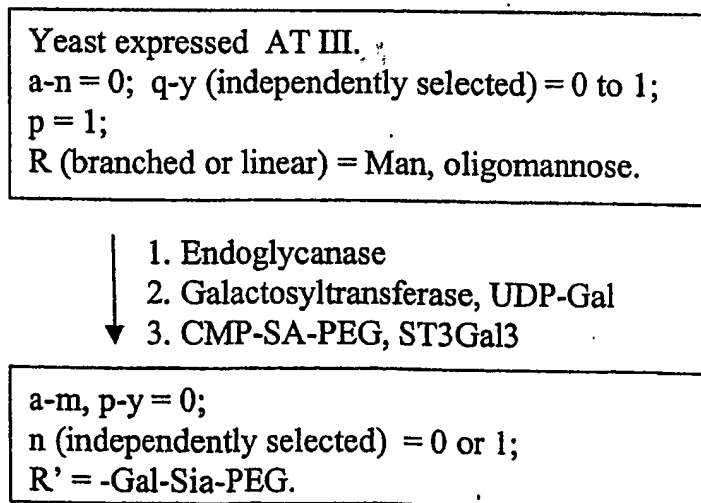 Yeast expressed AT III.
a-n = 0; q-y (independently selected) = 0 to 1;
p = 1;
R (branched or linear) = Man, oligomannose.
1. Endoglycanase
2. Galactosyltransferase, UDP-Gal
3. CMP-SA-PEG, ST3Gal3
a-m, p-y = 0;
n (independently selected) = 0 or 1;
R' = -Gal-Sia-PEG.